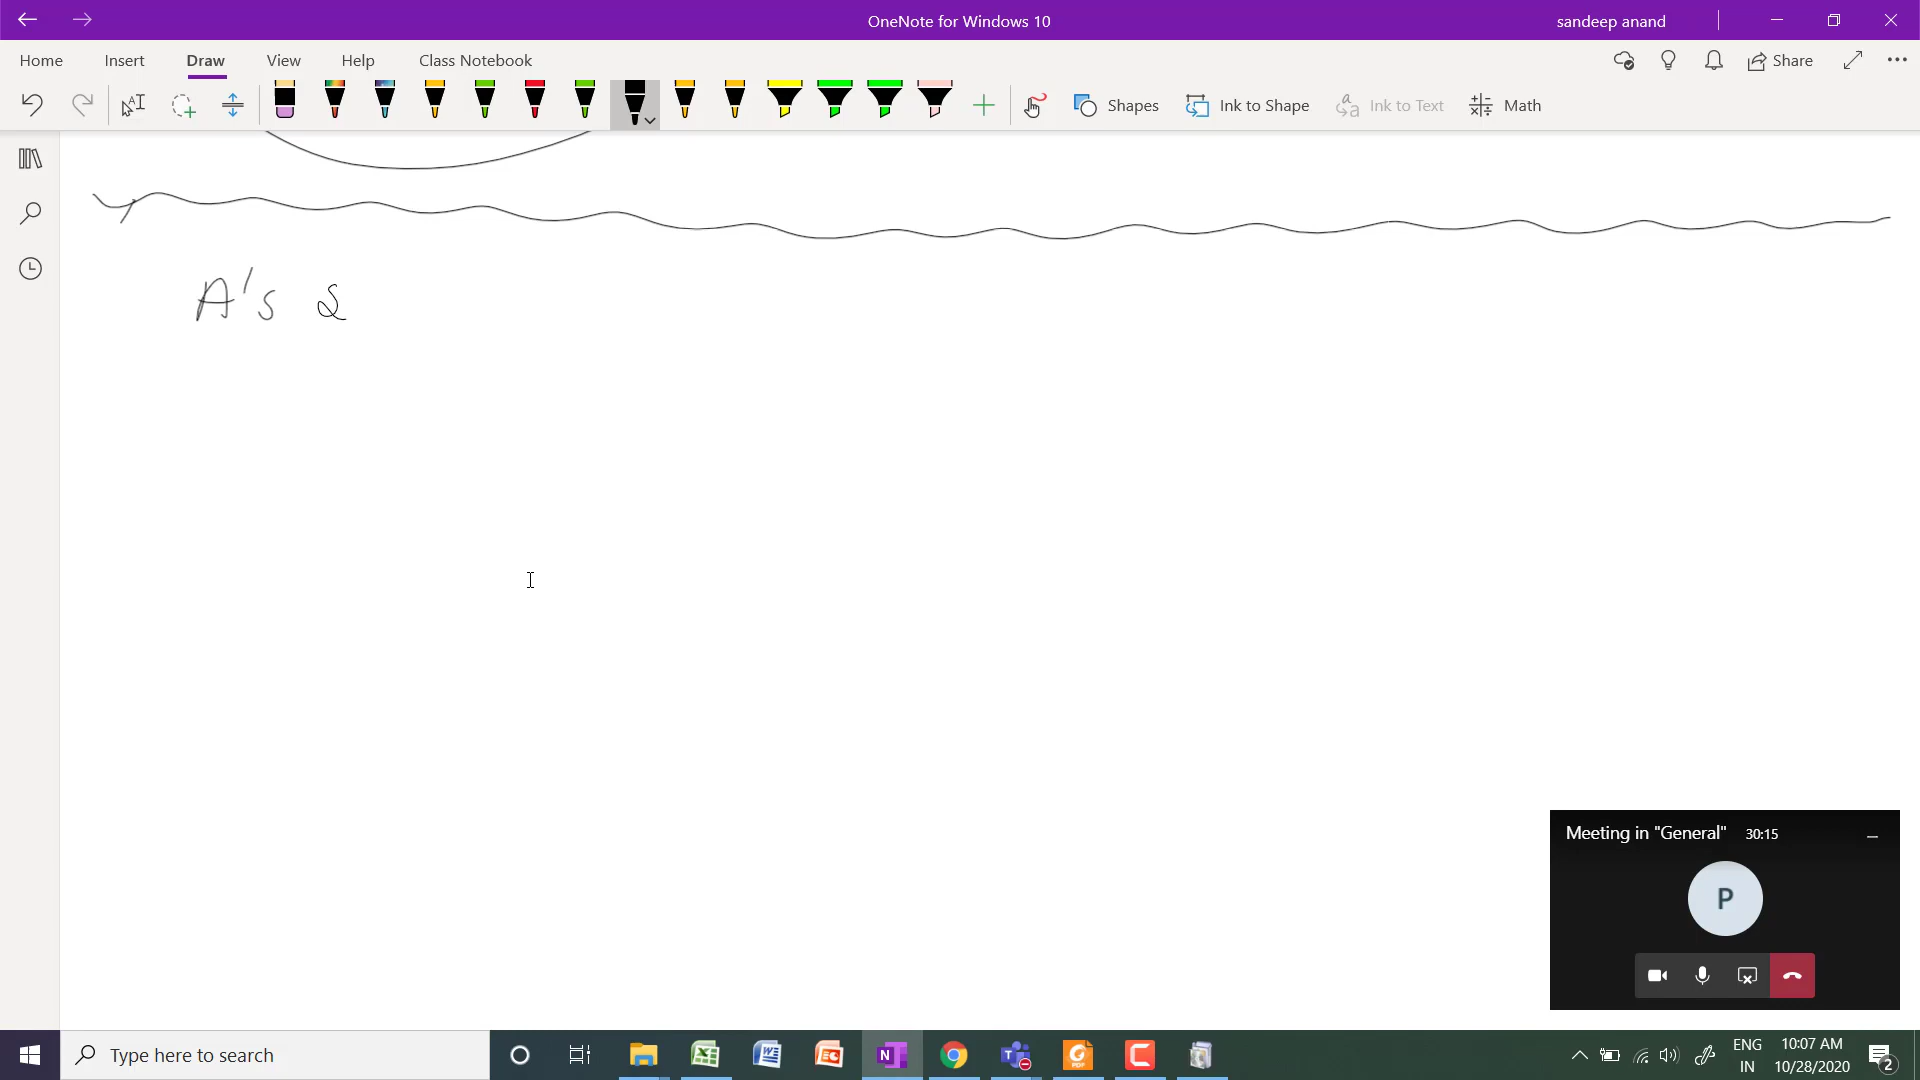 OneNote for Windows 10
sandeep anand
Home Insert Draw View Help Class Notebook
Share
Shapes
Ink to Shape
Ink to Text
Math
A's &
Meeting in "General" 30:15
P
Type here to search
ENG
IN
10:07 AM
10/28/2020
2